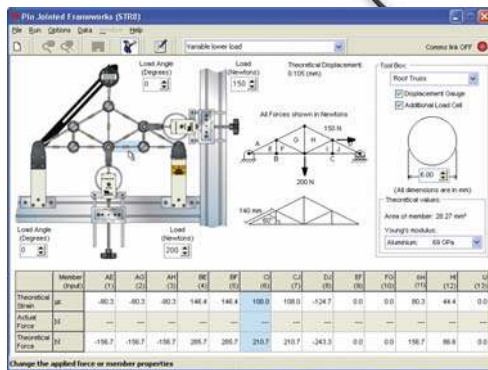 Pin Jointed Frameworks (STR8)
File Run Options Data Help
Variable lower load
Comms link OFF
Load Angle
(Degrees)
0
Load
(Newtons)
150
Theoretical Displacement:
0.105 (mm)
Tool Box:
Roof Truss
Displacement Gauge
Additional Load Cell
All Forces shown in Newtons
150 N
A
E
B
F
G
H
C
I
J
D
200 N
6.00
(All dimensions are in mm)
Theoretical values:
Area of member: 28.27 mm²
Young's modulus:
Aluminium: 69 GPa
140 mm
60°
Load Angle
(Degrees)
0
Load
(Newtons)
200
Member (Input) AE (1) AG (2) AH (3) BE (4) BF (5) CI (6) CJ (7) DJ (8) EF (9) FG (10) GH (11) HI (12) IJ (13)
Theoretical Strain µε -80.3 -80.3 -80.3 146.4 146.4 108.0 108.0 -124.7 0.0 0.0 80.3 44.4 0.0
Actual Force N --- --- --- --- --- --- --- --- --- --- --- --- ---
Theoretical Force N -156.7 -156.7 -156.7 285.7 285.7 210.7 210.7 -243.3 0.0 0.0 156.7 86.6 0.0
Change the applied force or member properties